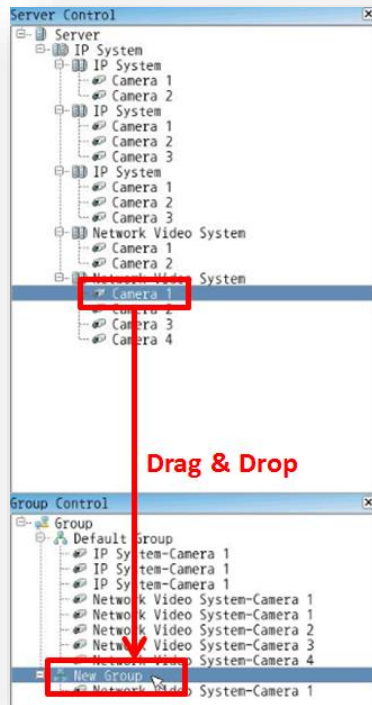 Server Control
Server
IP System
IP System
Camera 1
Camera 2
IP System
Camera 1
Camera 2
Camera 3
IP System
Camera 1
Camera 2
Camera 3
Network Video System
Camera 1
Camera 2
Network Video System
Camera 1
Camera 2
Camera 3
Camera 4
Drag & Drop
Group Control
Group
Default Group
IP System-Camera 1
IP System-Camera 1
IP System-Camera 1
Network Video System-Camera 1
Network Video System-Camera 1
Network Video System-Camera 2
Network Video System-Camera 3
Network Video System-Camera 4
New Group
Network Video System-Camera 1